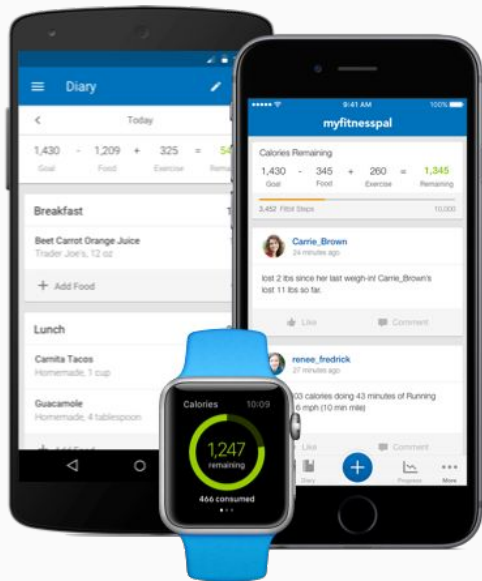 Diary
Today
1,430 - 1,209 + 325 = 54
Goal Food Exercise
Breakfast
Beet Carrot Orange Juice
Trader Joe's, 12 oz
+ Add Food
Lunch
Carnita Tacos
Homemade, 1 cup
Guacamole
Homemade, 4 tablespoon
9:41 AM 100%
myfitnesspal
Calories Remaining
1,430 - 345 + 260 = 1,345
Goal Food Exercise Remaining
3,452 Fitbit Steps 10,000
Carrie_Brown
24 minutes ago
lost 2 lbs since her last weigh-in! Carrie_Brown's
lost 11 lbs so far.
Like Comment
renee_fredrick
27 minutes ago
03 calories doing 43 minutes of Running
6 mph (10 min mile)
Like Comment
Diary + Progress More
Calories 10:09
1,247
remaining
466 consumed